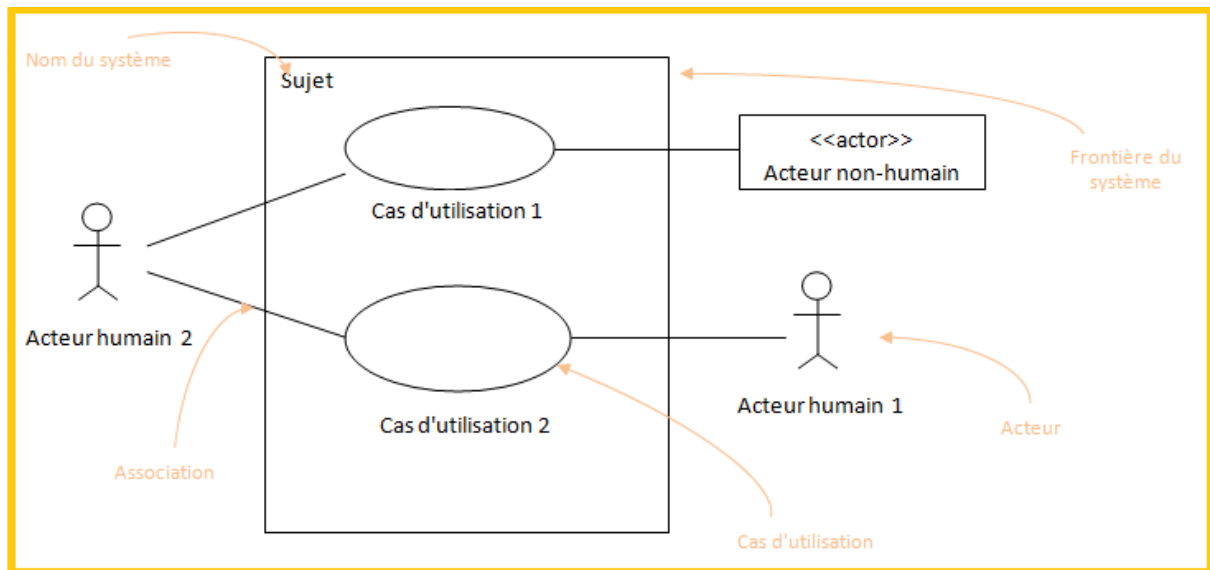 Nom du système
Sujet
<<actor>>
Acteur non-humain
Frontière du
système
Cas d'utilisation 1
Acteur humain 2
Acteur humain 1
Cas d'utilisation 2
Acteur
Association
Cas d'utilisation